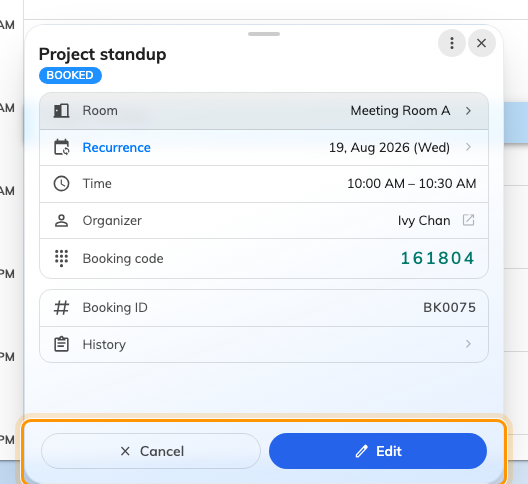 AM
Project standup
BOOKED
AM
Room Meeting Room A
Recurrence 19, Aug 2026 (Wed)
Time 10:00 AM – 10:30 AM
AM
Organizer Ivy Chan
Booking code 161804
PM
Booking ID BK0075
History
PM
PM
Cancel Edit